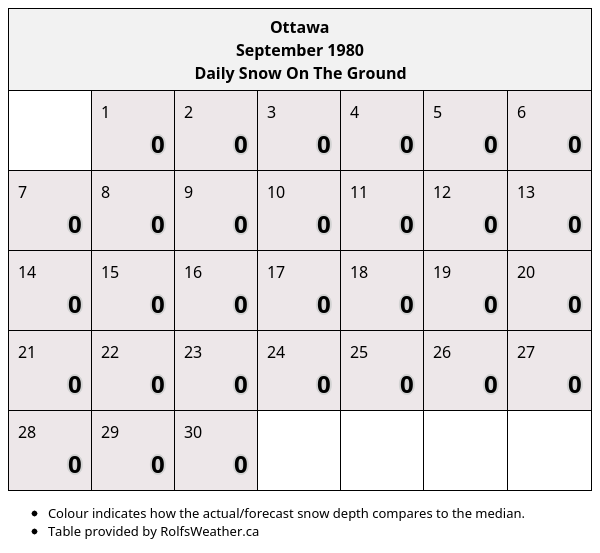 Ottawa
September 1980
Daily Snow On The Ground
1 2 3 4 5 6
0 0 0 0 0 0
7 8 9 10 11 12 13
0 0 0 0 0 0 0
14 15 16 17 18 19 20
0 0 0 0 0 0 0
21 22 23 24 25 26 27
0 0 0 0 0 0 0
28 29 30
0 0 0
• Colour indicates how the actual/forecast snow depth compares to the median.
• Table provided by RolfsWeather.ca